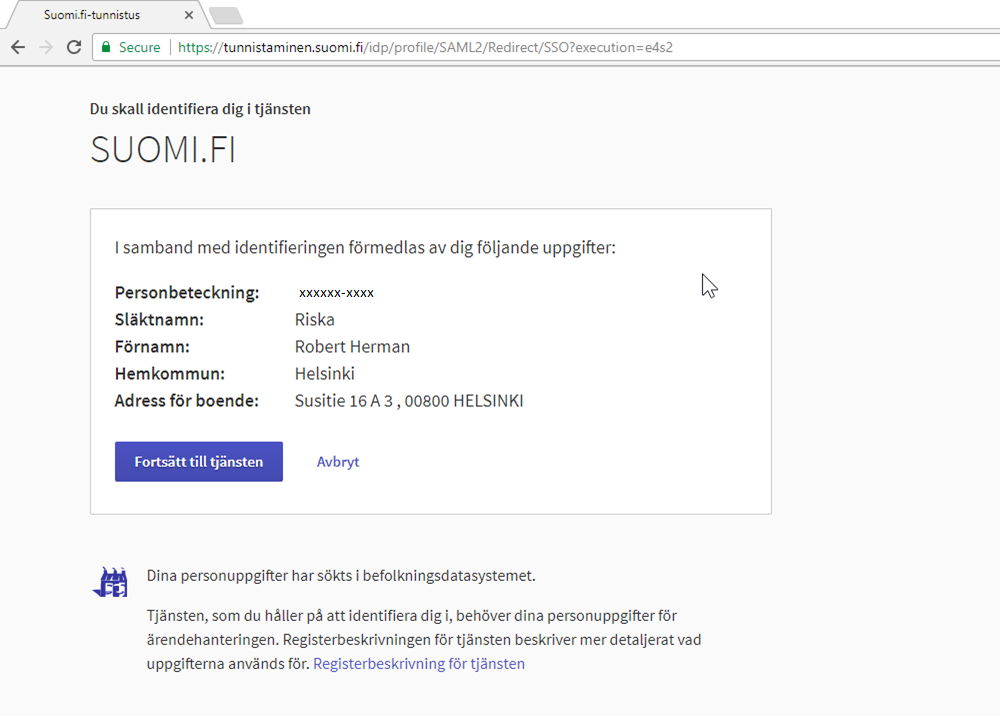 Suomi.fi-tunnistus
Secure https://tunnistaminen.suomi.fi/idp/profile/SAML2/Redirect/SSO?execution=e4s2
Du skall identifiera dig i tjänsten
SUOMI.FI
I samband med identifieringen förmedlas av dig följande uppgifter:
Personbeteckning: xxxxxx-xxxx
Släktnamn: Riska
Förnamn: Robert Herman
Hemkommun: Helsinki
Adress för boende: Susitie 16 A 3 , 00800 HELSINKI
Fortsätt till tjänsten Avbryt
Dina personuppgifter har sökts i befolkningsdatasystemet.
Tjänsten, som du håller på att identifiera dig i, behöver dina personuppgifter för
ärendehanteringen. Registerbeskrivningen för tjänsten beskriver mer detaljerat vad
uppgifterna används för. Registerbeskrivning för tjänsten